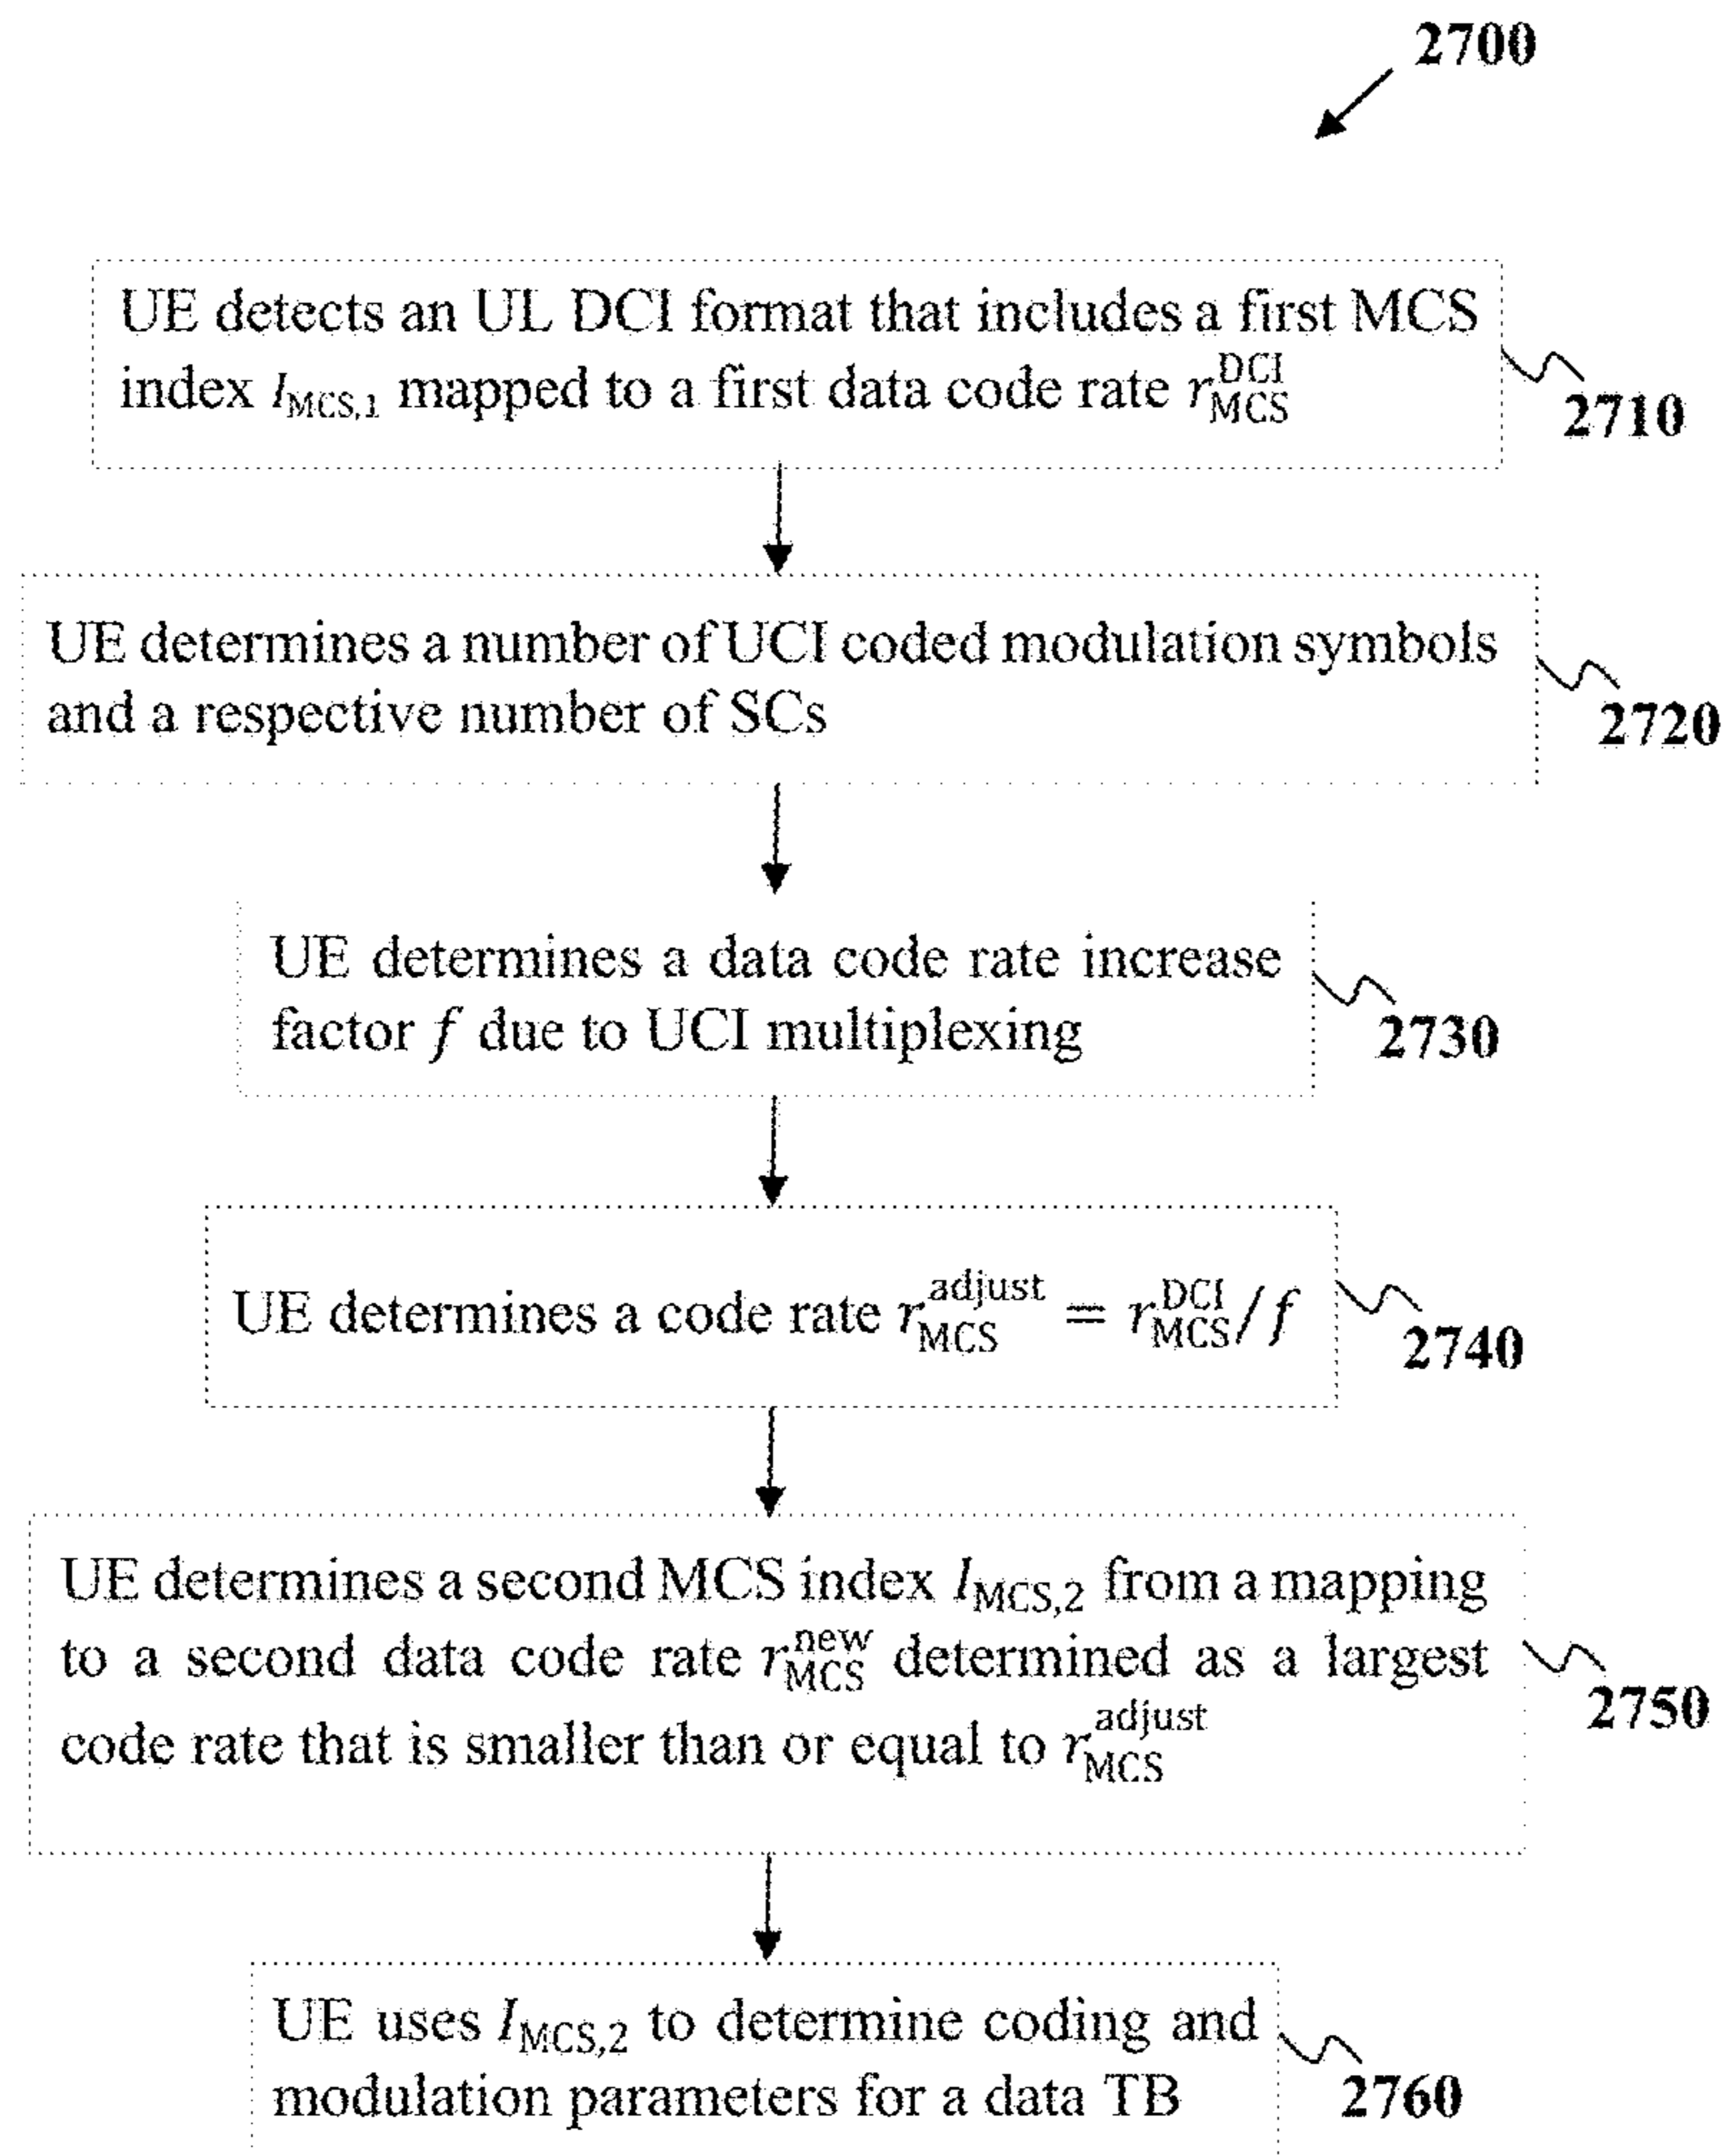 2700
UE detects an UL DCI format that includes a first MCS
index I_MCS,1 mapped to a first data code rate r_MCS^DCI
2710
UE determines a number of UCI coded modulation symbols
and a respective number of SCs
2720
UE determines a data code rate increase
factor f due to UCI multiplexing
2730
UE determines a code rate r_MCS^adjust = r_MCS^DCI/f
2740
UE determines a second MCS index I_MCS,2 from a mapping
to a second data code rate r_MCS^new determined as a largest
code rate that is smaller than or equal to r_MCS^adjust
2750
UE uses I_MCS,2 to determine coding and
modulation parameters for a data TB
2760